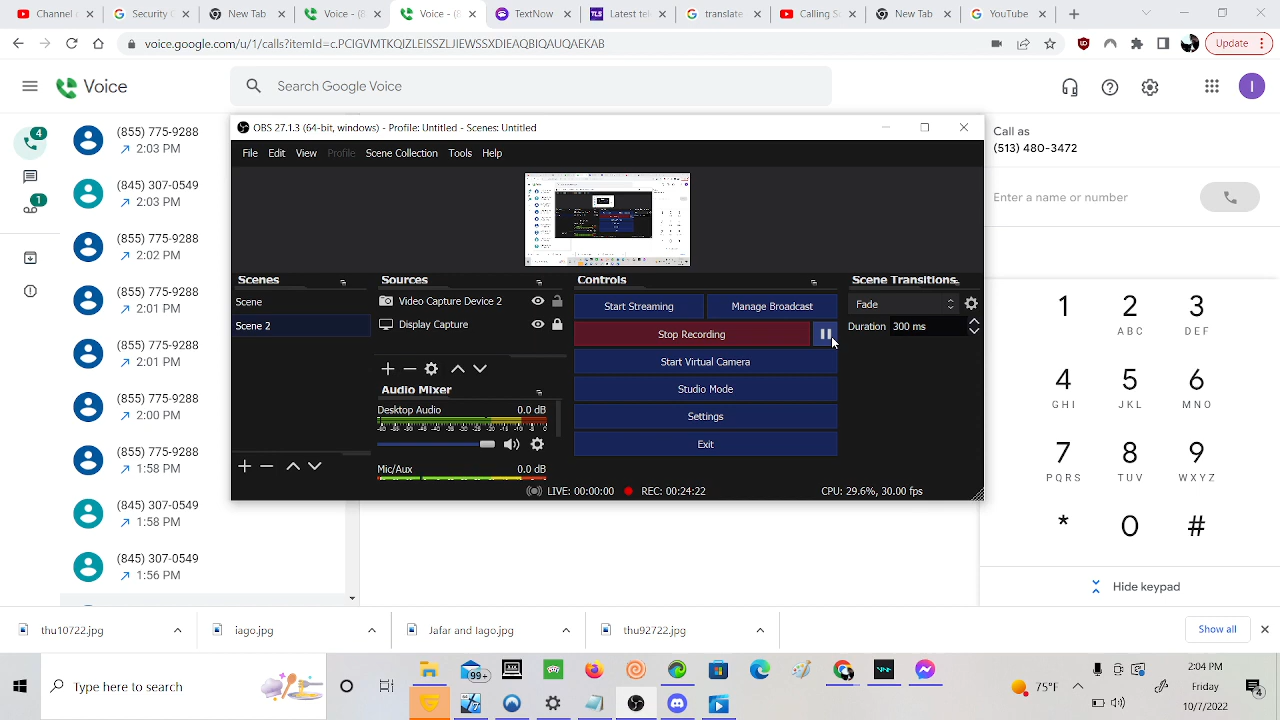 Channel c
Security C
New Tab
Voice - (8
Voice - (8
TextNow
Latest tel
translate
Calling Sc
New Tab
YouTube
voice.google.com/u/1/calls?itemId=c.PCIGVMTKQIZLEISSZLJIEWSSXDIEAQBIQAUQAEKAB
Update
Voice
Search Google Voice
4
1
(855) 775-9288
2:03 PM
(845) 307-0549
2:03 PM
(855) 775-9288
2:02 PM
(855) 775-9288
2:01 PM
(855) 775-9288
2:01 PM
(855) 775-9288
2:00 PM
(855) 775-9288
1:58 PM
(845) 307-0549
1:58 PM
(845) 307-0549
1:56 PM
OBS 27.1.3 (64-bit, windows) - Profile: Untitled - Scenes: Untitled
File Edit View Profile Scene Collection Tools Help
Scenes
Scene
Scene 2
Sources
Video Capture Device 2
Display Capture
Audio Mixer
Desktop Audio 0.0 dB
Mic/Aux 0.0 dB
Controls
Start Streaming
Manage Broadcast
Stop Recording
Start Virtual Camera
Studio Mode
Settings
Exit
Scene Transitions
Fade
Duration 300 ms
LIVE: 00:00:00 REC: 00:24:22 CPU: 29.6%, 30.00 fps
Call as
(513) 480-3472
Enter a name or number
1 2 3
ABC DEF
4 5 6
GHI JKL MNO
7 8 9
PQRS TUV WXYZ
* 0 #
Hide keypad
thu10722.jpg
iago.jpg
Jafar and Iago.jpg
thu92722.jpg
Show all
Type here to search
99+
75°F
2:04 PM
Friday
10/7/2022
4
I